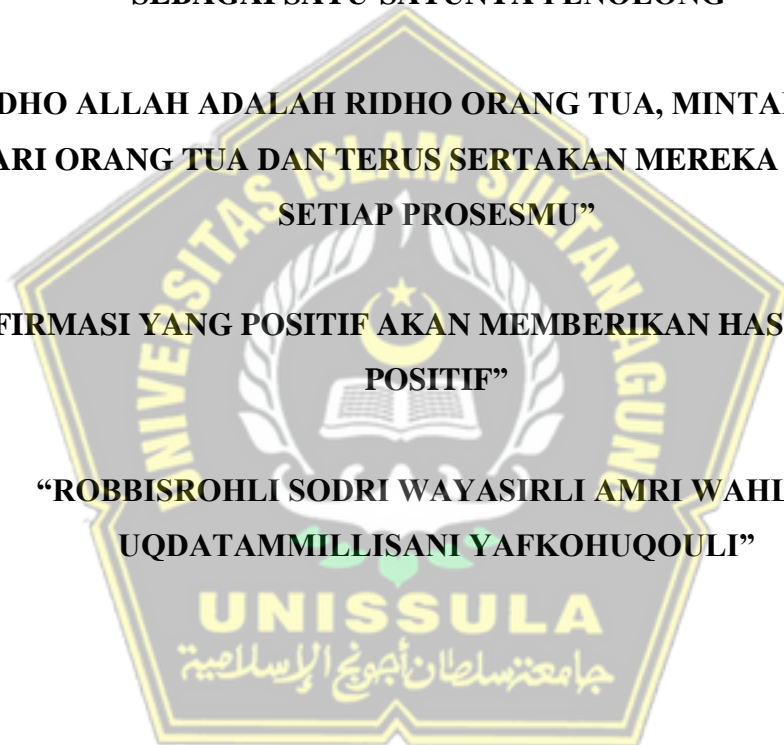 SEBAGAI SATU-SATUNYA PENOLONG
DHO ALLAH ADALAH RIDHO ORANG TUA, MINTA
ARI ORANG TUA DAN TERUS SERTAKAN MEREKA
SETIAP PROSESMU”
FIRMASI YANG POSITIF AKAN MEMBERIKAN HAS
POSITIF”
“ROBBISROHLI SODRI WAYASIRLI AMRI WAHL
UQDATAMMILLISANI YAFKOHUQOULI”
UNIVERSITAS ISLAM SULTAN AGUNG
UNISSULA
جامعة سلطان أجونج الإسلامية